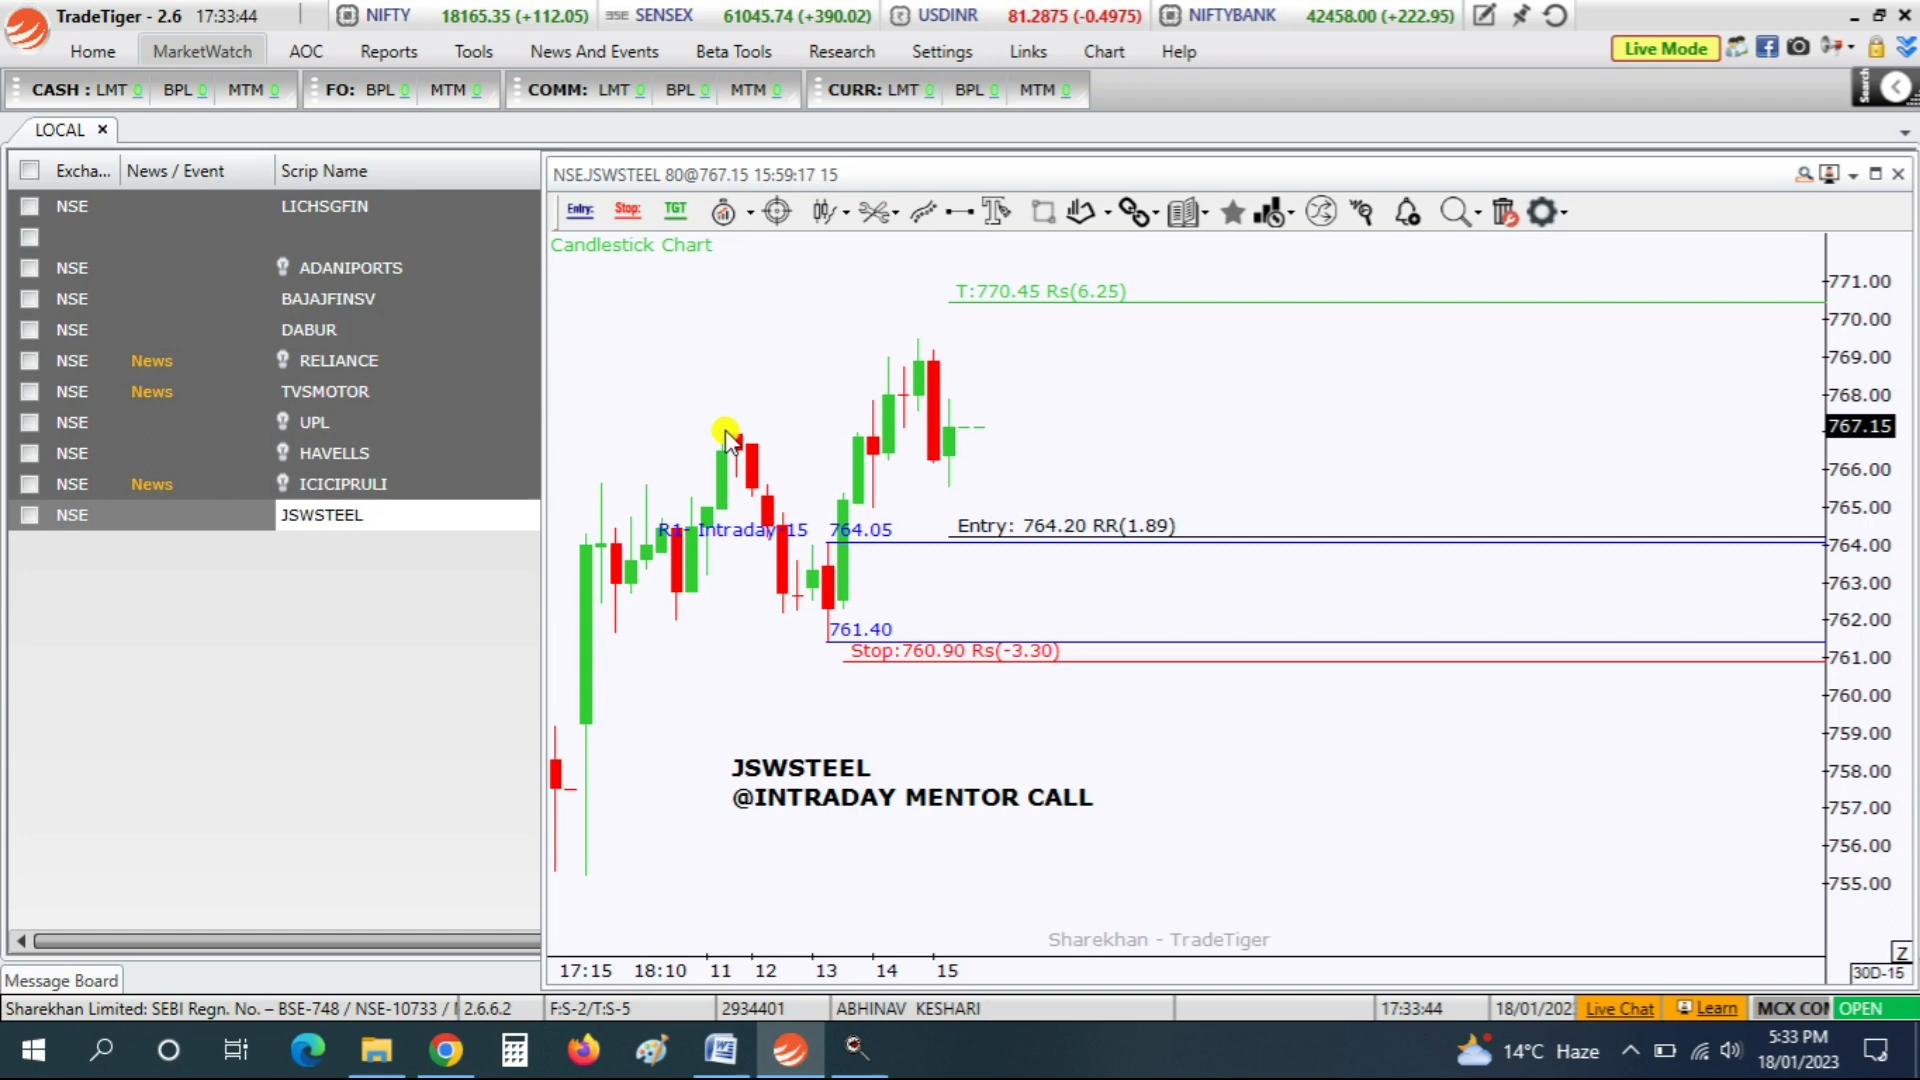 TradeTiger - 2.6 17:33:44 NIFTY 18165.35 (+112.05) BSE SENSEX 61045.74 (+390.02) USDINR 81.2875 (-0.4975) NIFTYBANK 42458.00 (+222.95)
Home MarketWatch AOC Reports Tools News And Events Beta Tools Research Settings Links Chart Help Live Mode
CASH : LMT 0 BPL 0 MTM 0 FO: BPL 0 MTM 0 COMM: LMT 0 BPL 0 MTM 0 CURR: LMT 0 BPL 0 MTM 0 Search
LOCAL
Excha... News / Event Scrip Name
NSE LICHSGFIN
NSE ADANIPORTS
NSE BAJAJFINSV
NSE DABUR
NSE News RELIANCE
NSE News TVSMOTOR
NSE UPL
NSE HAVELLS
NSE News ICICIPRULI
NSE JSWSTEEL
NSE.JSWSTEEL 80@767.15 15:59:17 15
Entry: Stop: TGT
Candlestick Chart
T:770.45 Rs(6.25)
R1- Intraday-15 764.05
Entry: 764.20 RR(1.89)
761.40
Stop:760.90 Rs(-3.30)
JSWSTEEL
@INTRADAY MENTOR CALL
771.00
770.00
769.00
768.00
767.15
766.00
765.00
764.00
763.00
762.00
761.00
760.00
759.00
758.00
757.00
756.00
755.00
Sharekhan - TradeTiger
Z
17:15 18:10 11 12 13 14 15
30D-15
Message Board
Sharekhan Limited: SEBI Regn. No. – BSE-748 / NSE-10733 / 2.6.6.2 F:S-2/T:S-5 2934401 ABHINAV KESHARI 17:33:44 18/01/202 Live Chat Learn MCX COM OPEN
14°C Haze
5:33 PM
18/01/2023